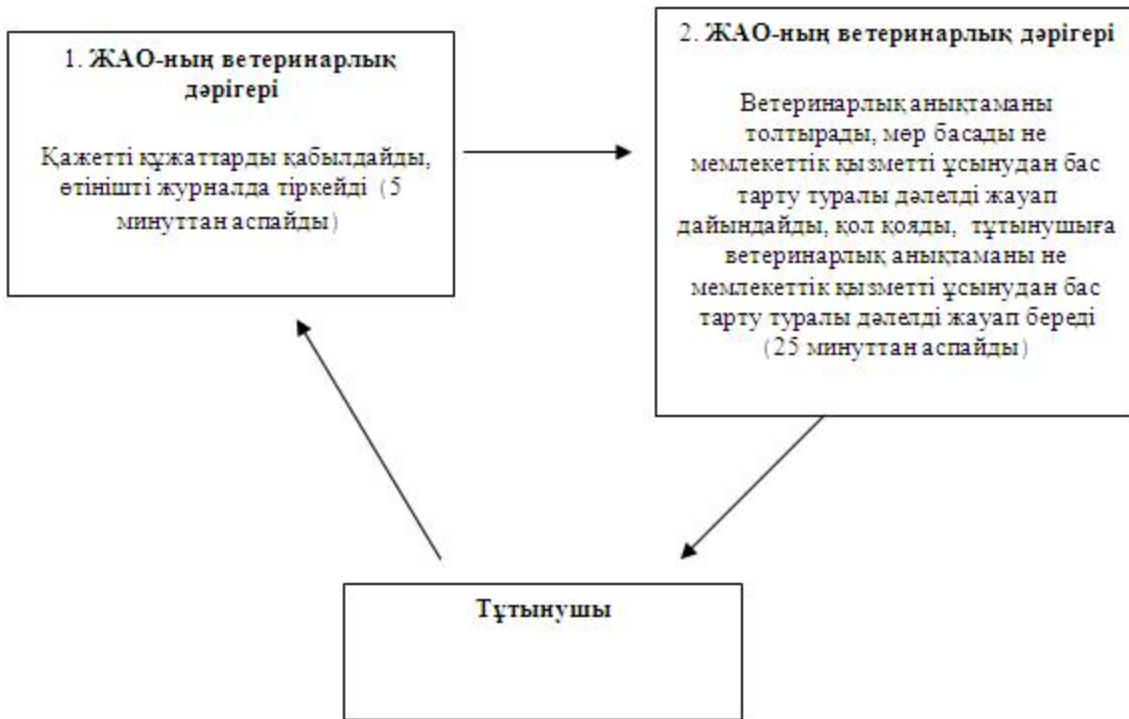 1. ЖАО-ның ветеринарлық
дәрігері
Қажетті құжаттарды қабылдайды,
өтінішті журналда тіркейді (5
минуттан аспайды)
2. ЖАО-ның ветеринарлық дәрігері
Ветеринарлық анықтаманы
толтырады, мөр басады не
мемлекеттік қызметті ұсынудан бас
тарту туралы дәлелді жауап
дайындайды, қол қояды, тұтынушыға
ветеринарлық анықтаманы не
мемлекеттік қызметті ұсынудан бас
тарту туралы дәлелді жауап береді
(25 минуттан аспайды)
Тұтынушы